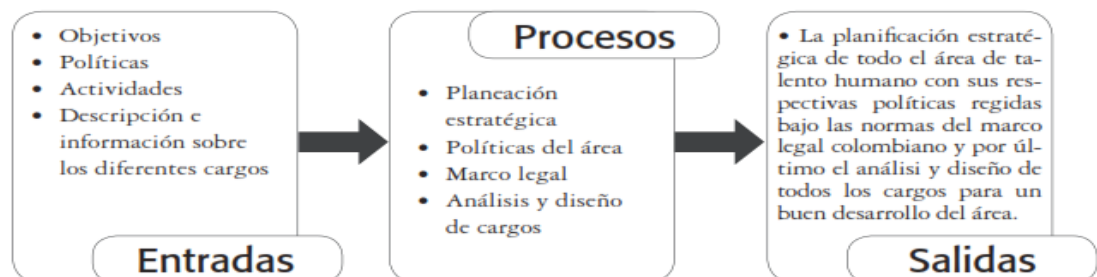 • Objetivos
• Políticas
• Actividades
• Descripción e
información sobre
los diferentes cargos
Entradas
Procesos
• Planeación
estratégica
• Políticas del área
• Marco legal
• Análisis y diseño
de cargos
• La planificación estraté-
gica de todo el área de ta-
lento humano con sus res-
pectivas políticas regidas
bajo las normas del marco
legal colombiano y por úl-
timo el análisi y diseño de
todos los cargos para un
buen desarrollo del área.
Salidas